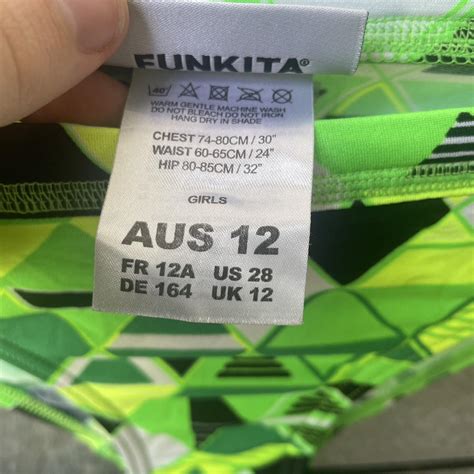 FUNKITA®
40
WARM GENTLE MACHINE WASH
DO NOT BLEACH DO NOT IRON
HANG DRY IN SHADE
CHEST 74-80CM / 30"
WAIST 60-65CM / 24"
HIP 80-85CM / 32"
GIRLS
AUS 12
FR 12A US 28
DE 164 UK 12